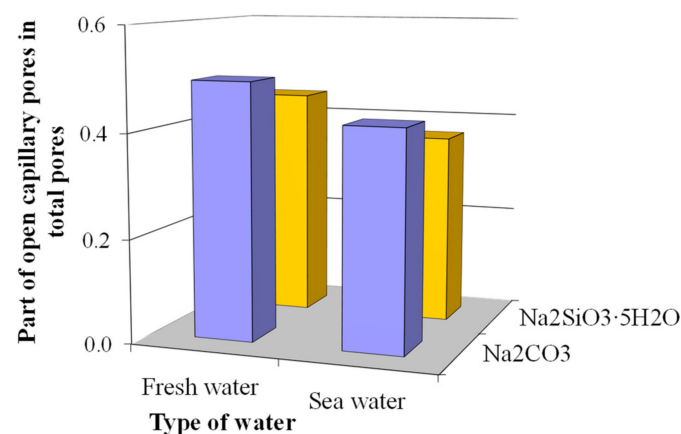 Part of open capillary pores in
total pores
0.6
0.4
0.2
0.0
Fresh water
Sea water
Type of water
Na2SiO3·5H2O
Na2CO3